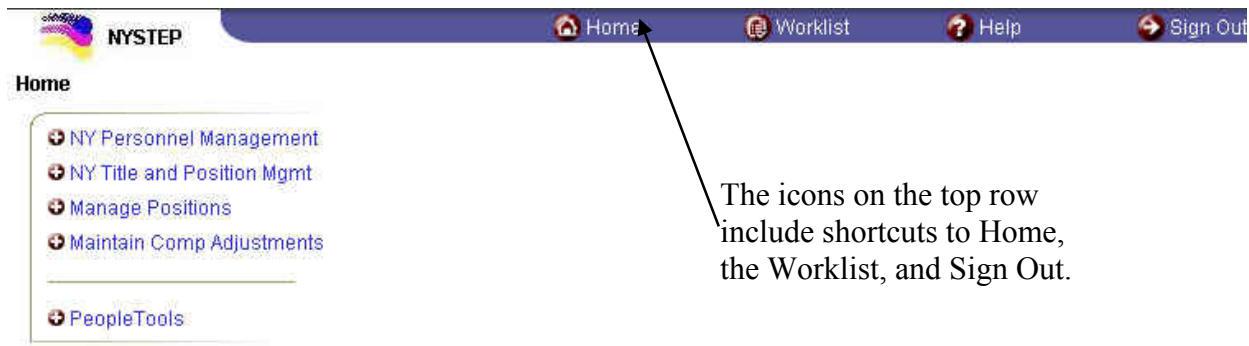 NYSTEP Home Worklist Help Sign Out
Home
NY Personnel Management
NY Title and Position Mgmt
Manage Positions
Maintain Comp Adjustments
PeopleTools
The icons on the top row
include shortcuts to Home,
the Worklist, and Sign Out.